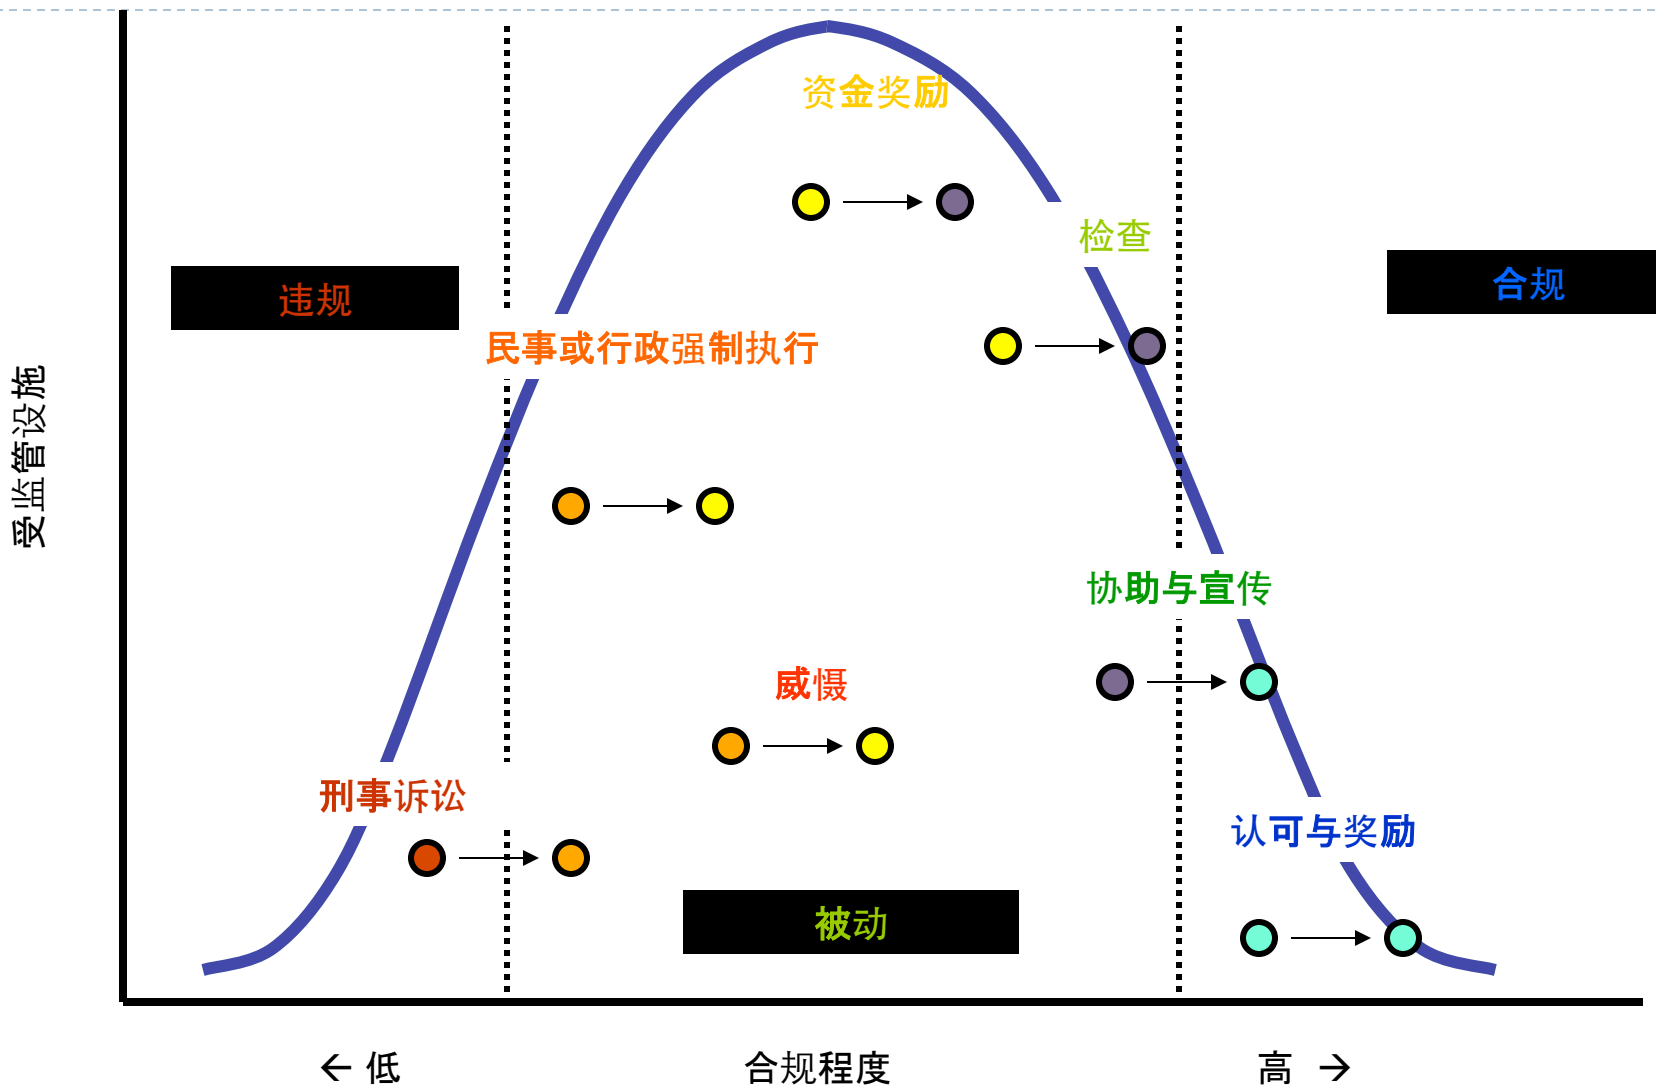 资金奖励
检查
违规
合规
民事或行政强制执行
受监管设施
协助与宣传
威慑
刑事诉讼
认可与奖励
被动
← 低
合规程度
高 →